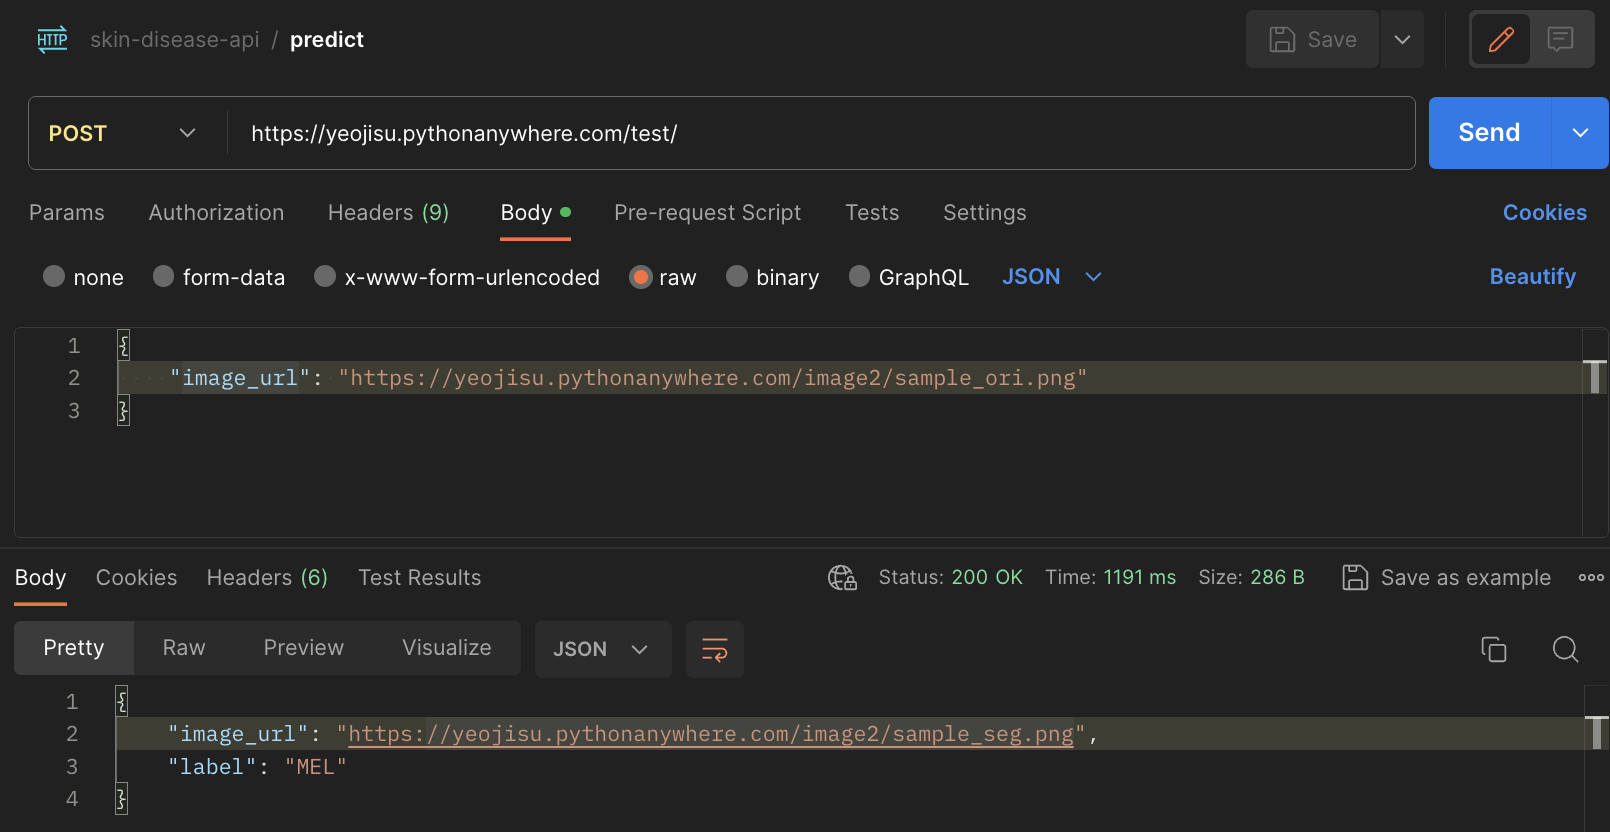 HTTP skin-disease-api / predict Save
POST https://yeojisu.pythonanywhere.com/test/ Send
Params Authorization Headers (9) Body Pre-request Script Tests Settings Cookies
none form-data x-www-form-urlencoded raw binary GraphQL JSON Beautify
1 {
2 "image_url": "https://yeojisu.pythonanywhere.com/image2/sample_ori.png"
3 }
Body Cookies Headers (6) Test Results Status: 200 OK Time: 1191 ms Size: 286 B Save as example
Pretty Raw Preview Visualize JSON
1 {
2 "image_url": "https://yeojisu.pythonanywhere.com/image2/sample_seg.png",
3 "label": "MEL"
4 }